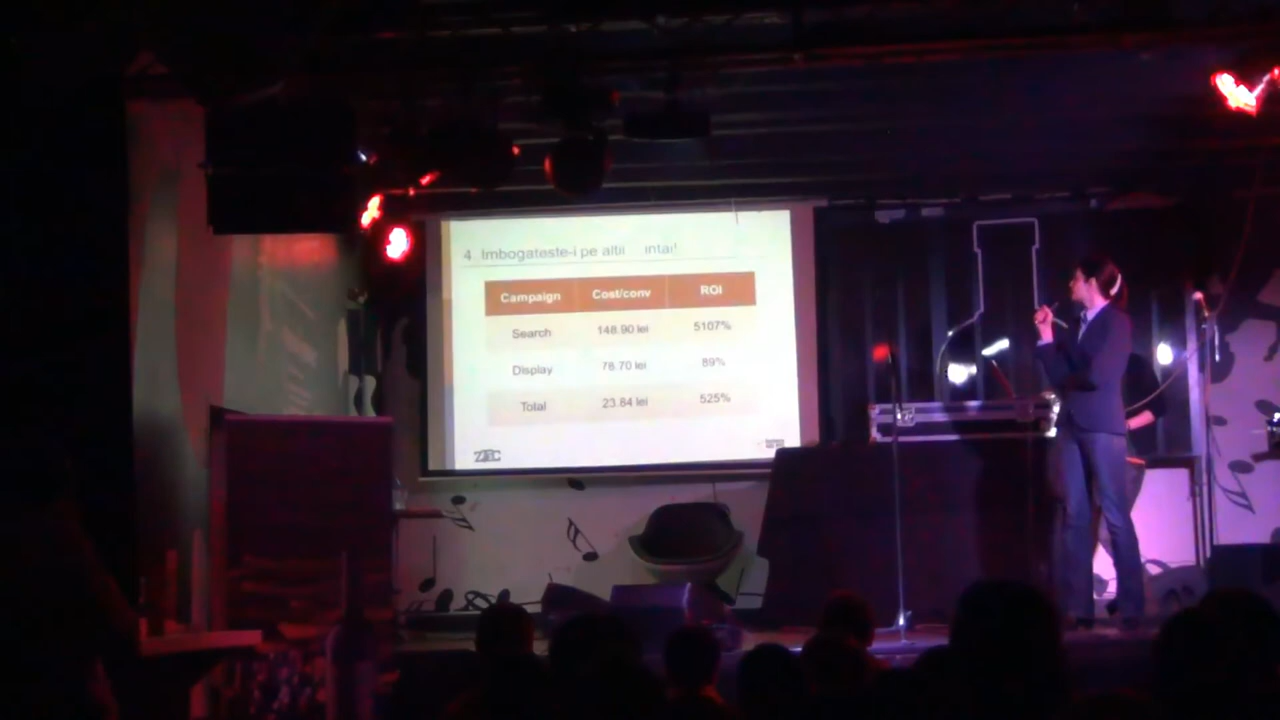 4. Imbogateste-i pe altii intai!
Campaign Cost/conv ROI
Search 148.90 lei 5107%
Display 78.70 lei 89%
Total 23.84 lei 525%